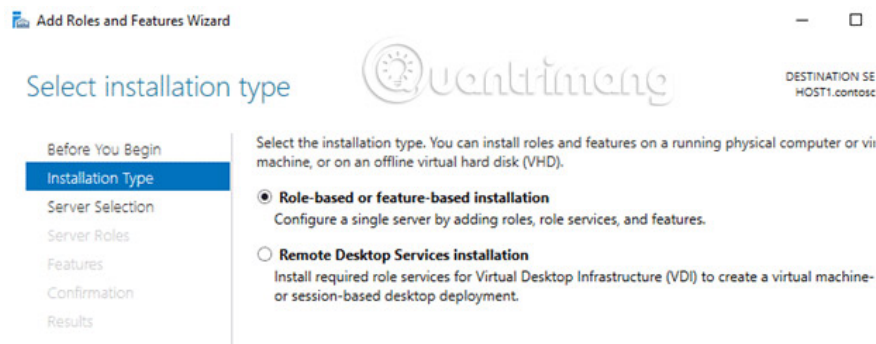 Add Roles and Features Wizard
Select installation type
Quantrimang
DESTINATION SE
HOST1.contosc
Before You Begin
Installation Type
Server Selection
Server Roles
Features
Confirmation
Results
Select the installation type. You can install roles and features on a running physical computer or vi
machine, or on an offline virtual hard disk (VHD).
Role-based or feature-based installation
Configure a single server by adding roles, role services, and features.
Remote Desktop Services installation
Install required role services for Virtual Desktop Infrastructure (VDI) to create a virtual machine-
or session-based desktop deployment.